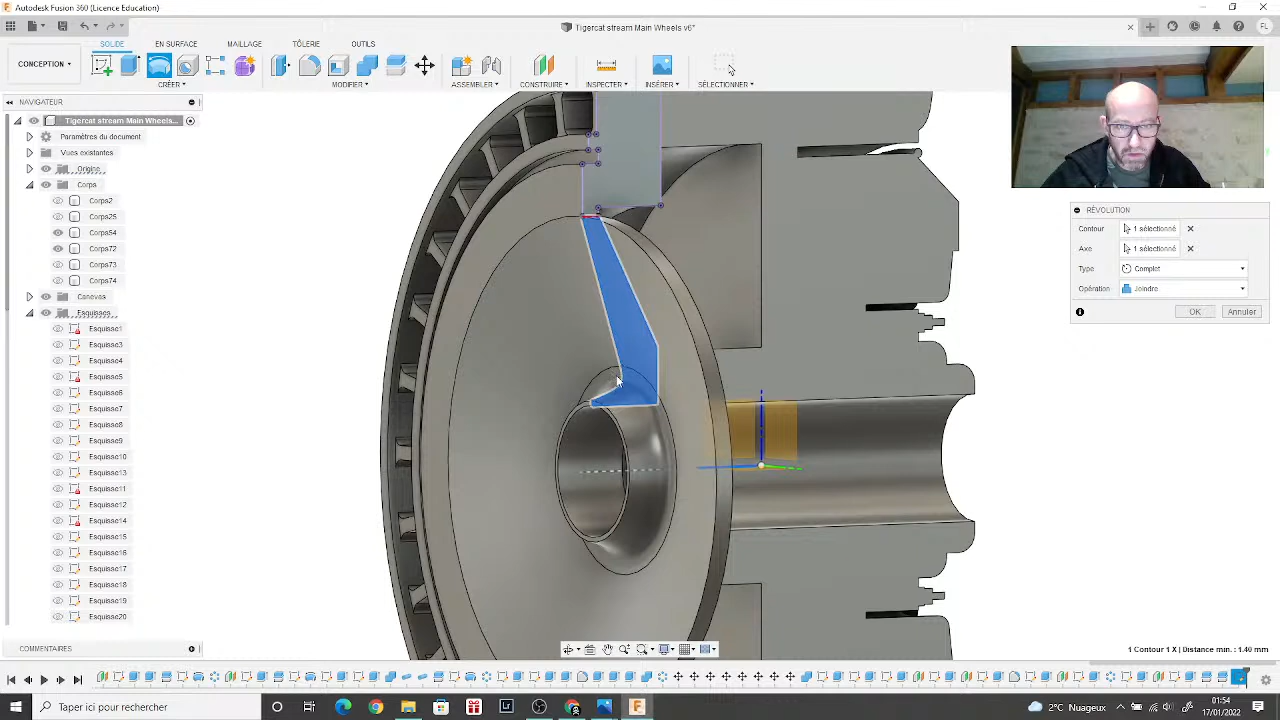 Autodesk Fusion 360 (Licence Education)
Tigercat stream Main Wheels v6*
FL
CONCEPTION
SOLIDE
EN SURFACE
MAILLAGE
TÔLERIE
OUTILS
CRÉER
MODIFIER
ASSEMBLER
CONSTRUIRE
INSPECTER
INSÉRER
SÉLECTIONNER
NAVIGATEUR
Tigercat stream Main Wheels...
Paramètres du document
Vues existantes
Origine
Corps
Corps2
Corps25
Corps54
Corps72
Corps73
Corps74
Canevas
Esquisses
Esquisse1
Esquisse3
Esquisse4
Esquisse5
Esquisse6
Esquisse7
Esquisse8
Esquisse9
Esquisse10
Esquisse13
Esquisse11
Esquisse12
Esquisse14
Esquisse15
Esquisse16
Esquisse17
Esquisse18
Esquisse19
Esquisse20
COMMENTAIRES
RÉVOLUTION
Contour
1 sélectionné
Axe
1 sélectionné
Type
Complet
Opération
Joindre
OK
Annuler
1 Contour 1 X | Distance min. : 1.40 mm
Taper ici pour rechercher
2°C Nuageux
01:54
17/01/2022